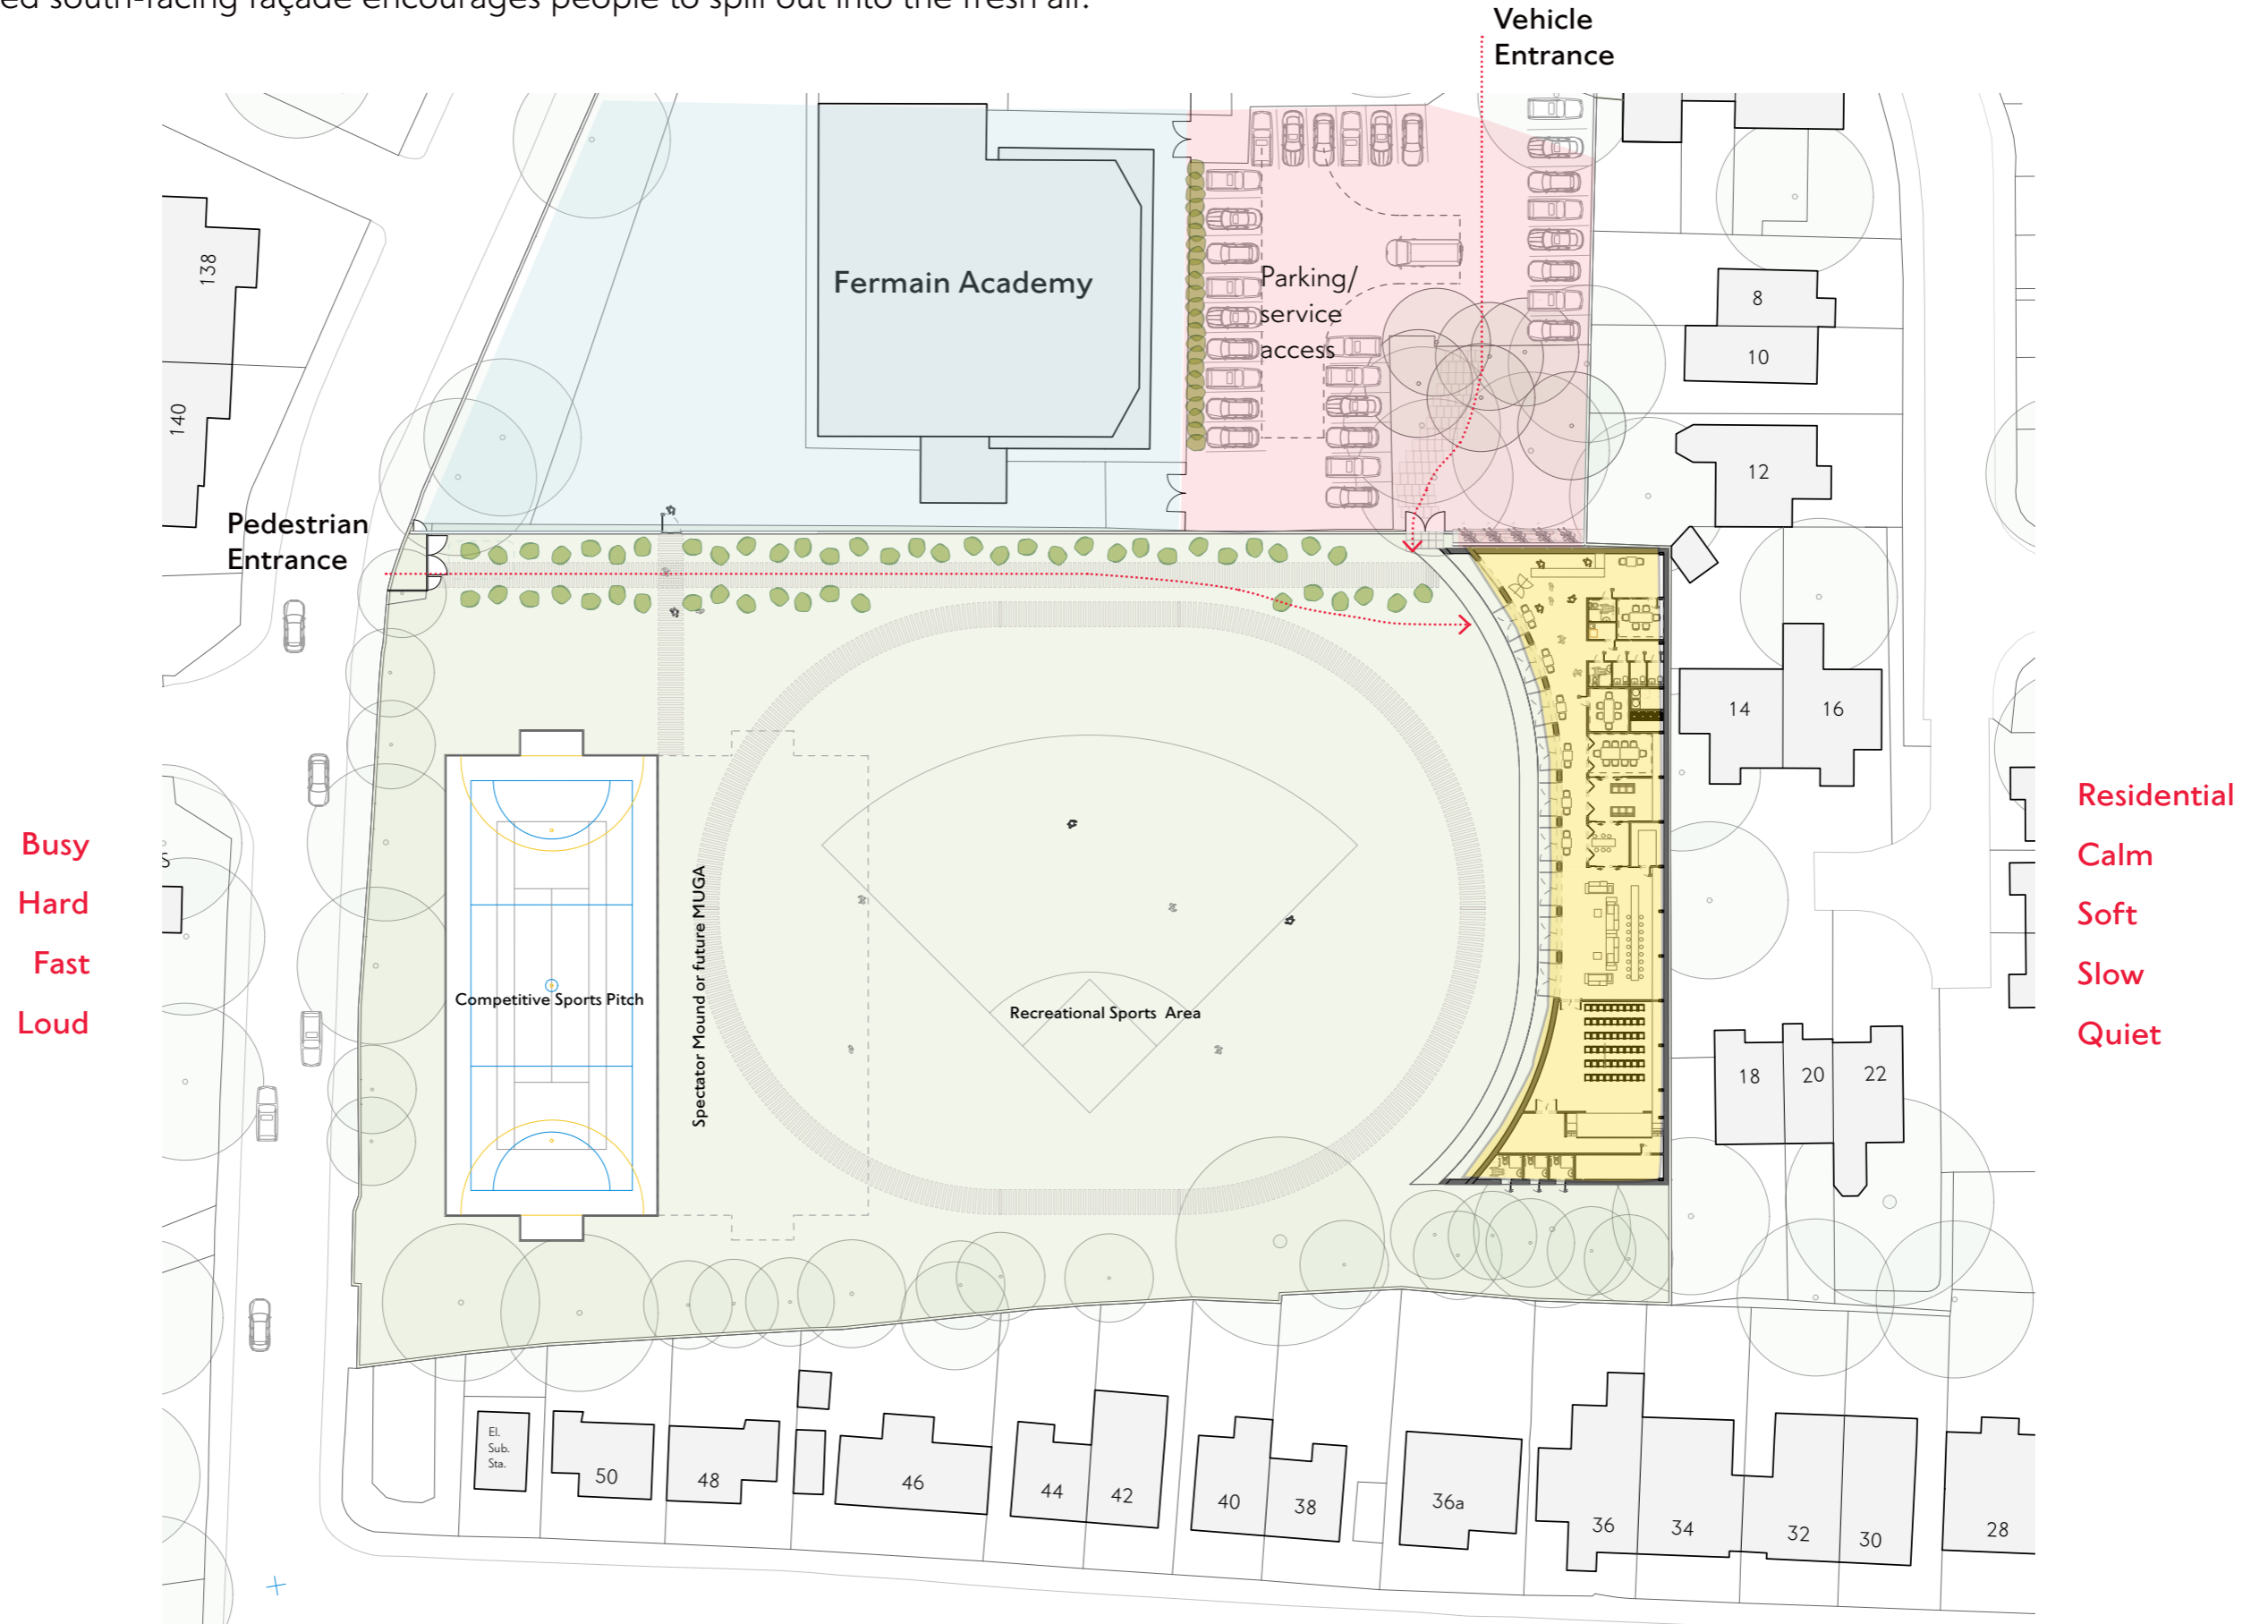 ed south-facing façade encourages people to spill out into the fresh air.
Vehicle
Entrance
138
140
Fermain Academy
Parking/
service
access
8
10
12
Pedestrian
Entrance
14
16
Busy
Hard
Fast
Loud
S
Spectator Mound or future MUGA
Competitive Sports Pitch
Recreational Sports Area
Residential
Calm
Soft
Slow
Quiet
18
20
22
El.
Sub.
Sta.
50
48
46
44
42
40
38
36a
36
34
32
30
28